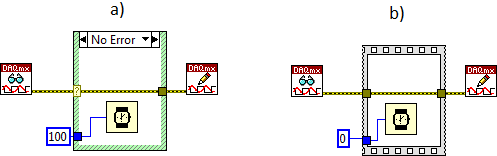 a)
b)
No Error
DAQmx
DAQmx
DAQmx
DAQmx
?
100
0